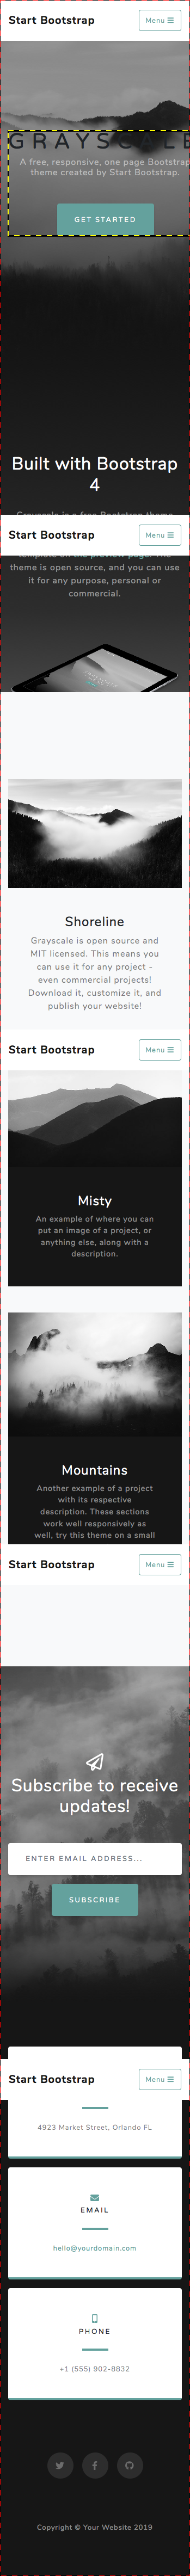 Start Bootstrap
Menu
GRAYSCALE
A free, responsive, one page Bootstrap
theme created by Start Bootstrap.
GET STARTED
Built with Bootstrap
4
Start Bootstrap
Menu
theme is open source, and you can use
it for any purpose, personal or
commercial.
Shoreline
Grayscale is open source and
MIT licensed. This means you
can use it for any project -
even commercial projects!
Download it, customize it, and
publish your website!
Start Bootstrap
Menu
Misty
An example of where you can
put an image of a project, or
anything else, along with a
description.
Mountains
Another example of a project
with its respective
description. These sections
work well responsively as
well, try this theme on a small
Start Bootstrap
Menu
Subscribe to receive
updates!
ENTER EMAIL ADDRESS...
SUBSCRIBE
Start Bootstrap
Menu
4923 Market Street, Orlando FL
EMAIL
hello@yourdomain.com
PHONE
+1 (555) 902-8832
Copyright © Your Website 2019